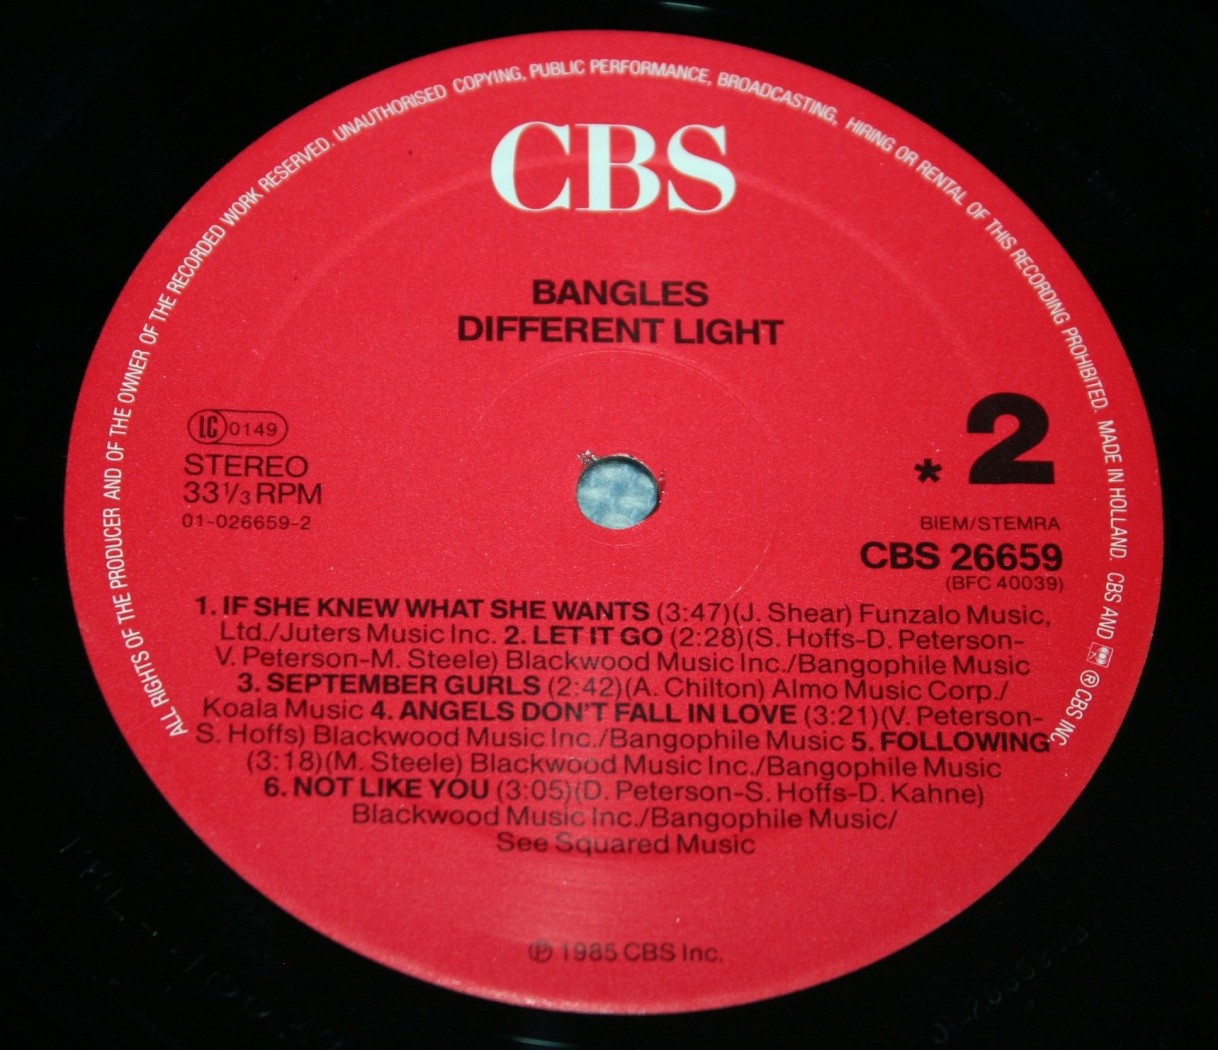 ALL RIGHTS OF THE PRODUCER AND OF THE OWNER OF THE RECORDED WORK RESERVED. UNAUTHORISED COPYING, PUBLIC PERFORMANCE, BROADCASTING, HIRING OR RENTAL OF THIS RECORDING PROHIBITED. MADE IN HOLLAND. CBS AND ® CBS INC.
CBS
BANGLES
DIFFERENT LIGHT
LC 0149
STEREO
33 1/3 RPM
01-026659-2
* 2
BIEM/STEMRA
CBS 26659
(BFC 40039)
1. IF SHE KNEW WHAT SHE WANTS (3:47)(J. Shear) Funzalo Music,
Ltd./Juters Music Inc. 2. LET IT GO (2:28)(S. Hoffs-D. Peterson-
V. Peterson-M. Steele) Blackwood Music Inc./Bangophile Music
3. SEPTEMBER GURLS (2:42)(A. Chilton) Almo Music Corp./
Koala Music 4. ANGELS DON'T FALL IN LOVE (3:21)(V. Peterson-
S. Hoffs) Blackwood Music Inc./Bangophile Music 5. FOLLOWING
(3:18)(M. Steele) Blackwood Music Inc./Bangophile Music
6. NOT LIKE YOU (3:05)(D. Peterson-S. Hoffs-D. Kahne)
Blackwood Music Inc./Bangophile Music/
See Squared Music
℗ 1985 CBS Inc.